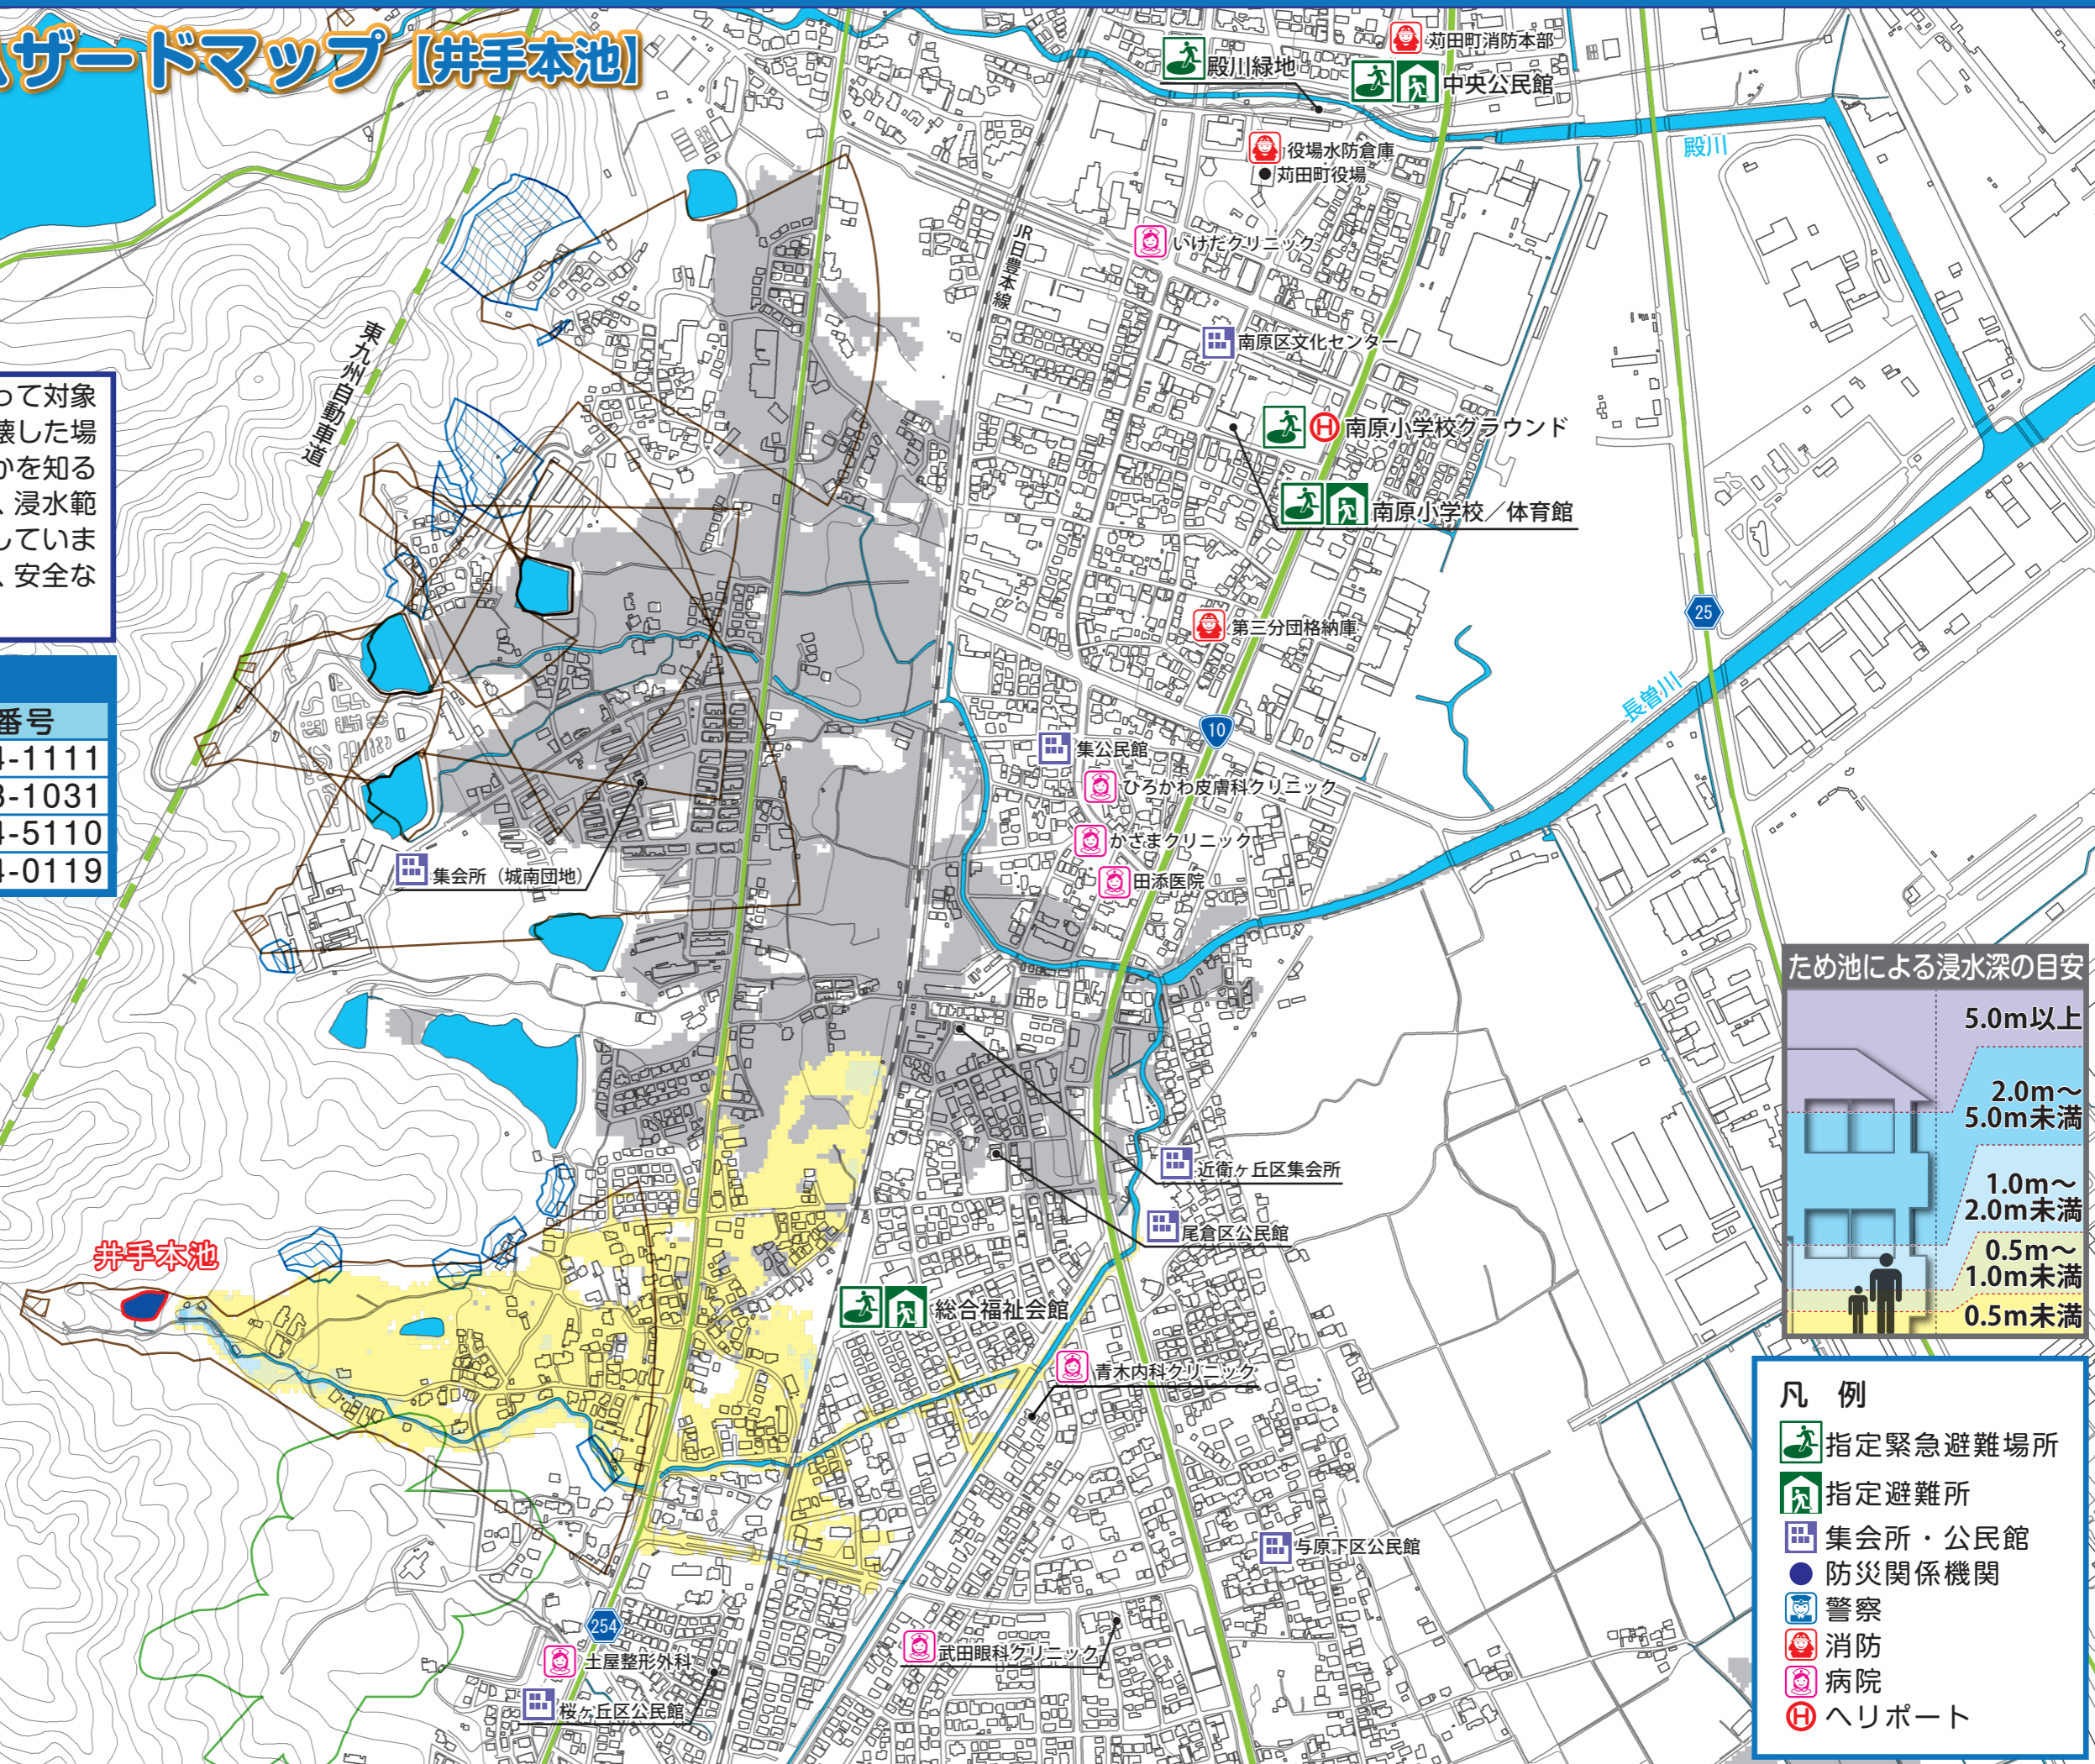 ザードマップ【井手本池】
って対象
壊した場
かを知る
、浸水範
していま
、安全な
番号
4-1111
3-1031
4-5110
4-0119
苅田町消防本部
殿川緑地
中央公民館
殿川
役場水防倉庫
苅田町役場
いけだクリニック
JR日豊本線
南原区文化センター
東九州自動車道
南原小学校グラウンド
南原小学校／体育館
第三分団格納庫
25
長曽川
10
集公民館
ひろかわ皮膚科クリニック
かざまクリニック
田添医院
集会所（城南団地）
近衛ヶ丘区集会所
尾倉区公民館
井手本池
総合福祉会館
青木内科クリニック
与原下区公民館
254
土屋整形外科
武田眼科クリニック
桜ヶ丘区公民館
ため池による浸水深の目安
5.0m以上
2.0m～
5.0m未満
1.0m～
2.0m未満
0.5m～
1.0m未満
0.5m未満
凡　例
指定緊急避難場所
指定避難所
集会所・公民館
防災関係機関
警察
消防
病院
ヘリポート